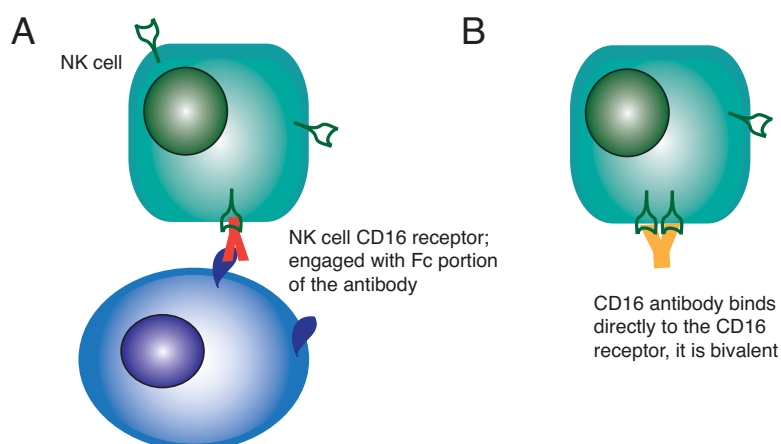 A
NK cell
NK cell CD16 receptor;
engaged with Fc portion
of the antibody
B
CD16 antibody binds
directly to the CD16
receptor, it is bivalent